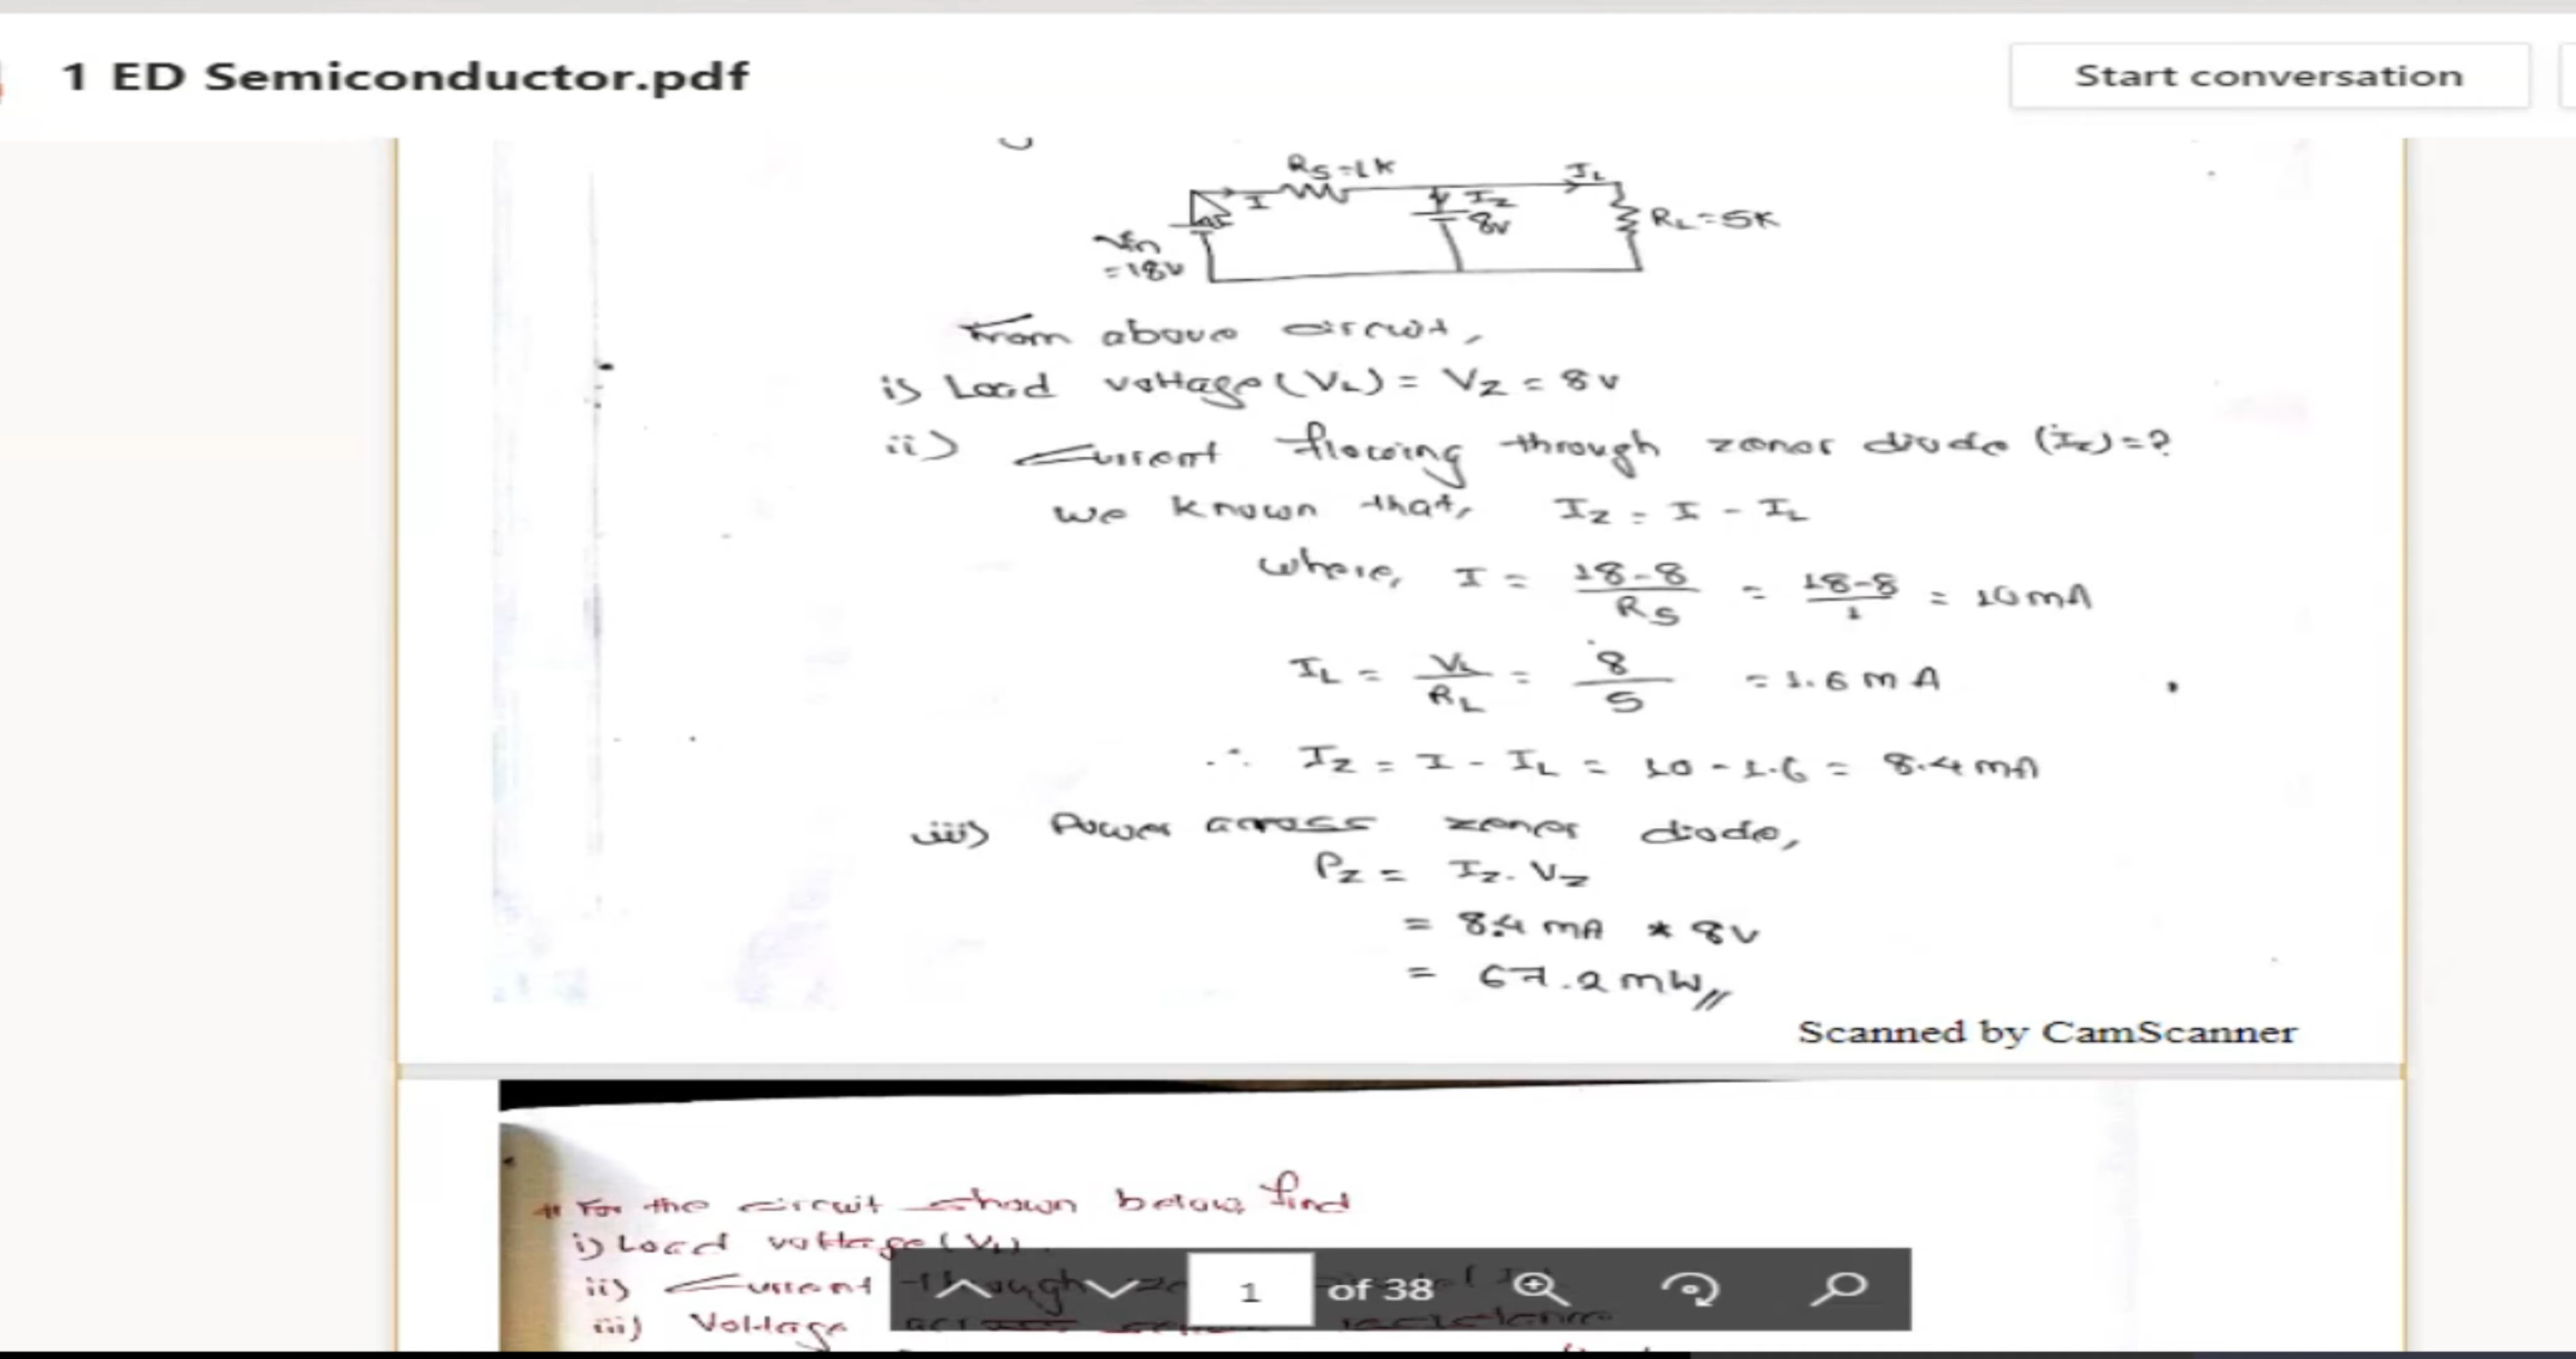 1 ED Semiconductor.pdf
Start conversation
RS=1K
I
IL
Vin
=18V
IZ
8V
RL=5K
From above circuit,
i) Load voltage (VL) = VZ = 8v
ii) Current flowing through zener diode (Iz)=?
we known that, IZ = I - IL
where, I = 18-8 / RS = 18-8 / 1 = 10mA
IL = VL / RL = 8 / 5 = 1.6 mA
∴ IZ = I - IL = 10 - 1.6 = 8.4 mA
iii) Power across zener diode,
PZ = IZ. VZ
= 8.4 mA * 8V
= 67.2 mW//
Scanned by CamScanner
# For the circuit shown below, find
i) Load voltage (VL).
ii) Current through
1 of 38
iii) Voltage across series resistance